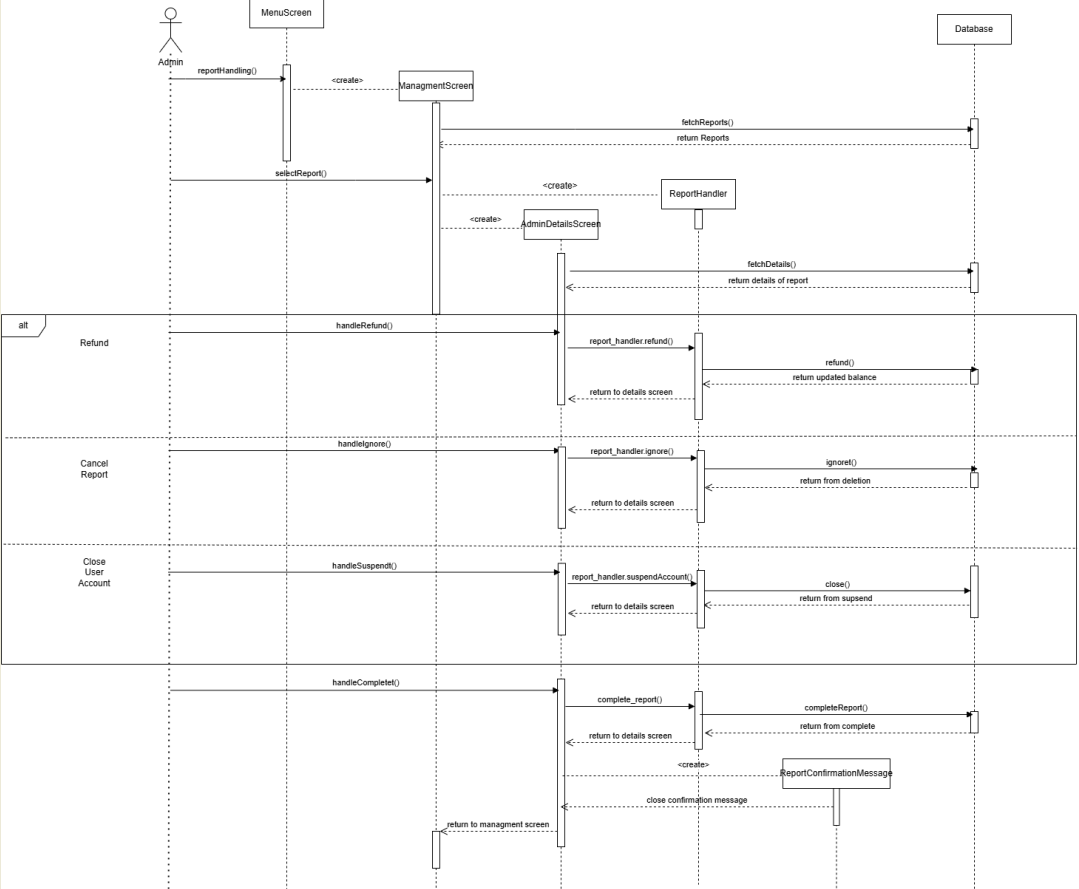 MenuScreen
Database
Admin
reportHandling()
<create>
ManagmentScreen
fetchReports()
return Reports
selectReport()
<create>
ReportHandler
<create>
AdminDetailsScreen
fetchDetails()
return details of report
alt
Refund
handleRefund()
report_handler.refund()
refund()
return updated balance
return to details screen
Cancel
Report
handleIgnore()
report_handler.ignore()
ignoret()
return from deletion
return to details screen
Close
User
Account
handleSuspendt()
report_handler.suspendAccount()
close()
return from supsend
return to details screen
handleCompletet()
complete_report()
completeReport()
return from complete
return to details screen
<create>
ReportConfirmationMessage
close confirmation message
return to managment screen